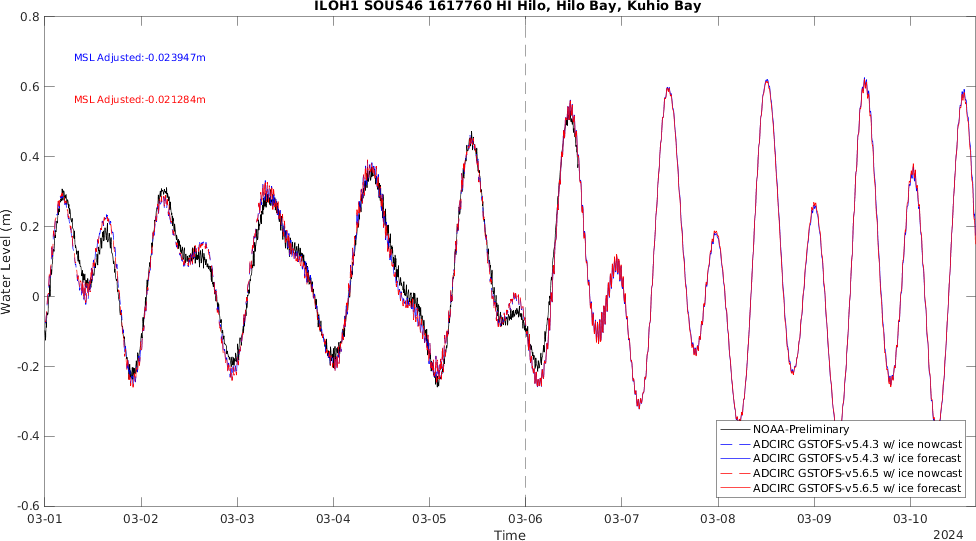 ILOH1 SOUS46 1617760 HI Hilo, Hilo Bay, Kuhio Bay
MSL Adjusted:-0.023947m
MSL Adjusted:-0.021284m
Water Level (m)
0.8
0.6
0.4
0.2
0
-0.2
-0.4
-0.6
NOAA-Preliminary
ADCIRC GSTOFS-v5.4.3 w/ ice nowcast
ADCIRC GSTOFS-v5.4.3 w/ ice forecast
ADCIRC GSTOFS-v5.6.5 w/ ice nowcast
ADCIRC GSTOFS-v5.6.5 w/ ice forecast
03-01 03-02 03-03 03-04 03-05 03-06 03-07 03-08 03-09 03-10
Time
2024